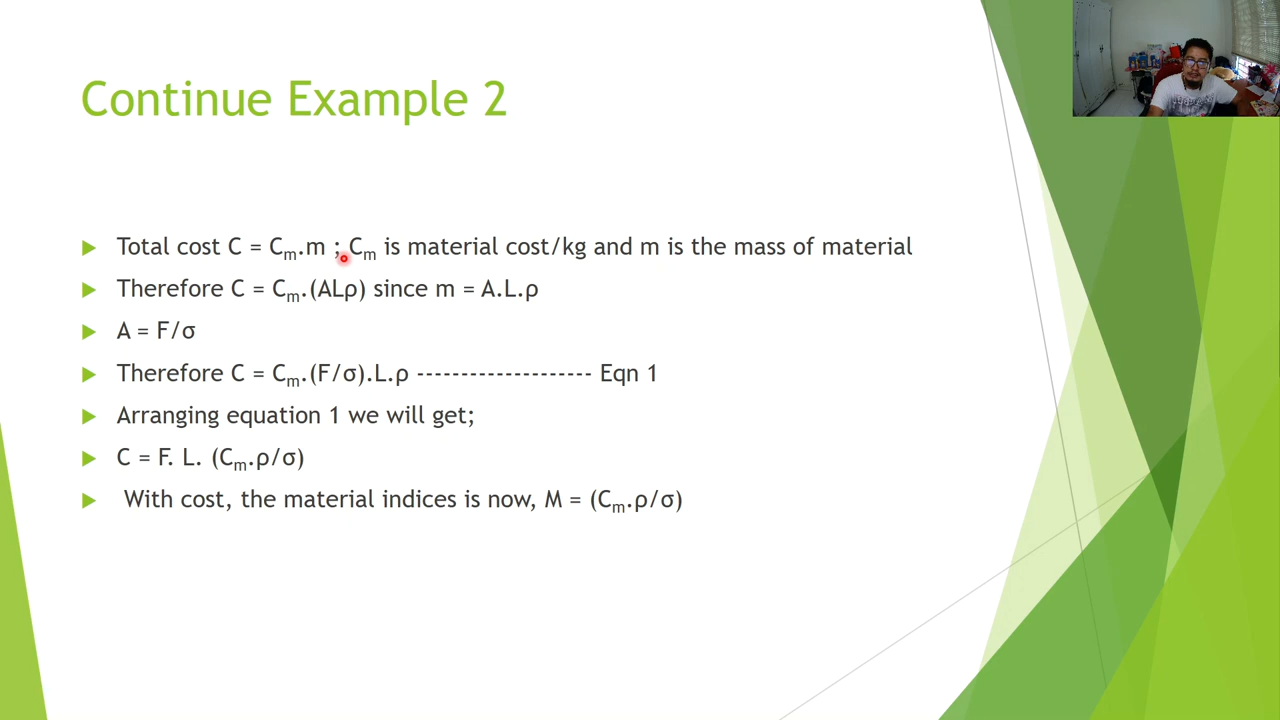 Continue Example 2
Total cost C = Cₘ.m ; Cₘ is material cost/kg and m is the mass of material
Therefore C = Cₘ.(ALρ) since m = A.L.ρ
A = F/σ
Therefore C = Cₘ.(F/σ).L.ρ -------------------- Eqn 1
Arranging equation 1 we will get;
C = F. L. (Cₘ.ρ/σ)
With cost, the material indices is now, M = (Cₘ.ρ/σ)